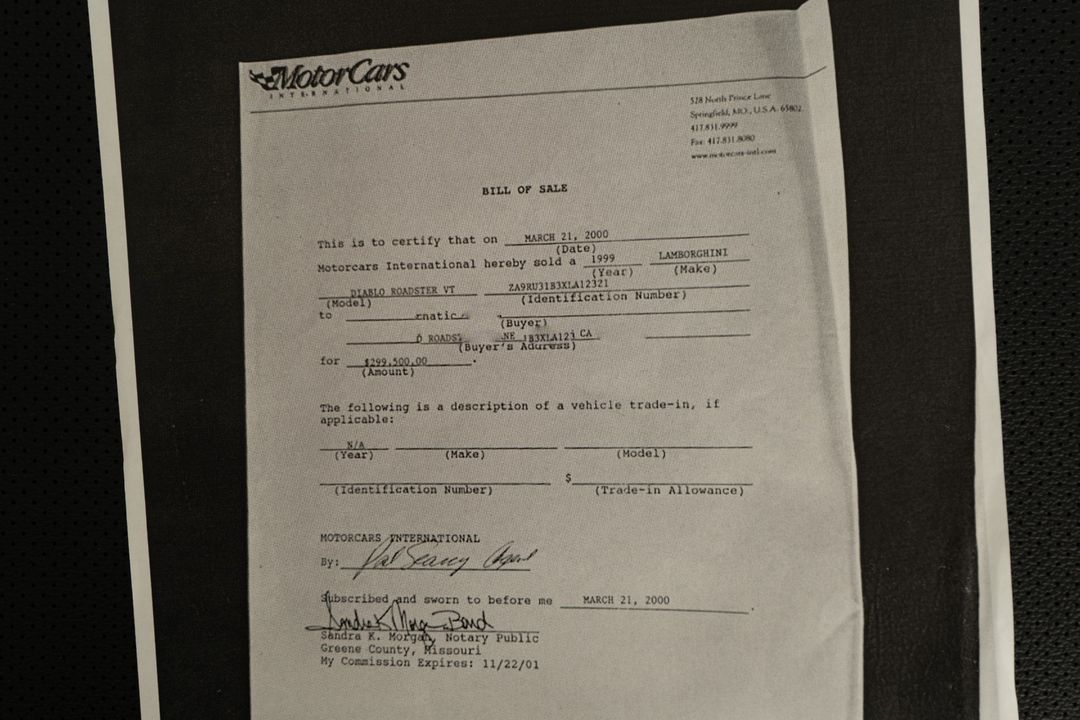 MotorCars
INTERNATIONAL
528 North Prince Lane
Springfield, MO., U.S.A. 65802
417.831.9999
Fax: 417.831.8080
www.motorcars-intl.com
BILL OF SALE
This is to certify that on MARCH 21, 2000
(Date)
Motorcars International hereby sold a 1999 LAMBORGHINI
(Year) (Make)
DIABLO ROADSTER VT ZA9RU31B3XLA12321
(Model) (Identification Number)
to
(Buyer)
CA
(Buyer's Address)
for $299,500.00.
(Amount)
The following is a description of a vehicle trade-in, if
applicable:
N/A
(Year) (Make) (Model)
$
(Identification Number) (Trade-in Allowance)
MOTORCARS INTERNATIONAL
By:
Subscribed and sworn to before me MARCH 21, 2000.
Sandra K. Morgan, Notary Public
Greene County, Missouri
My Commission Expires: 11/22/01